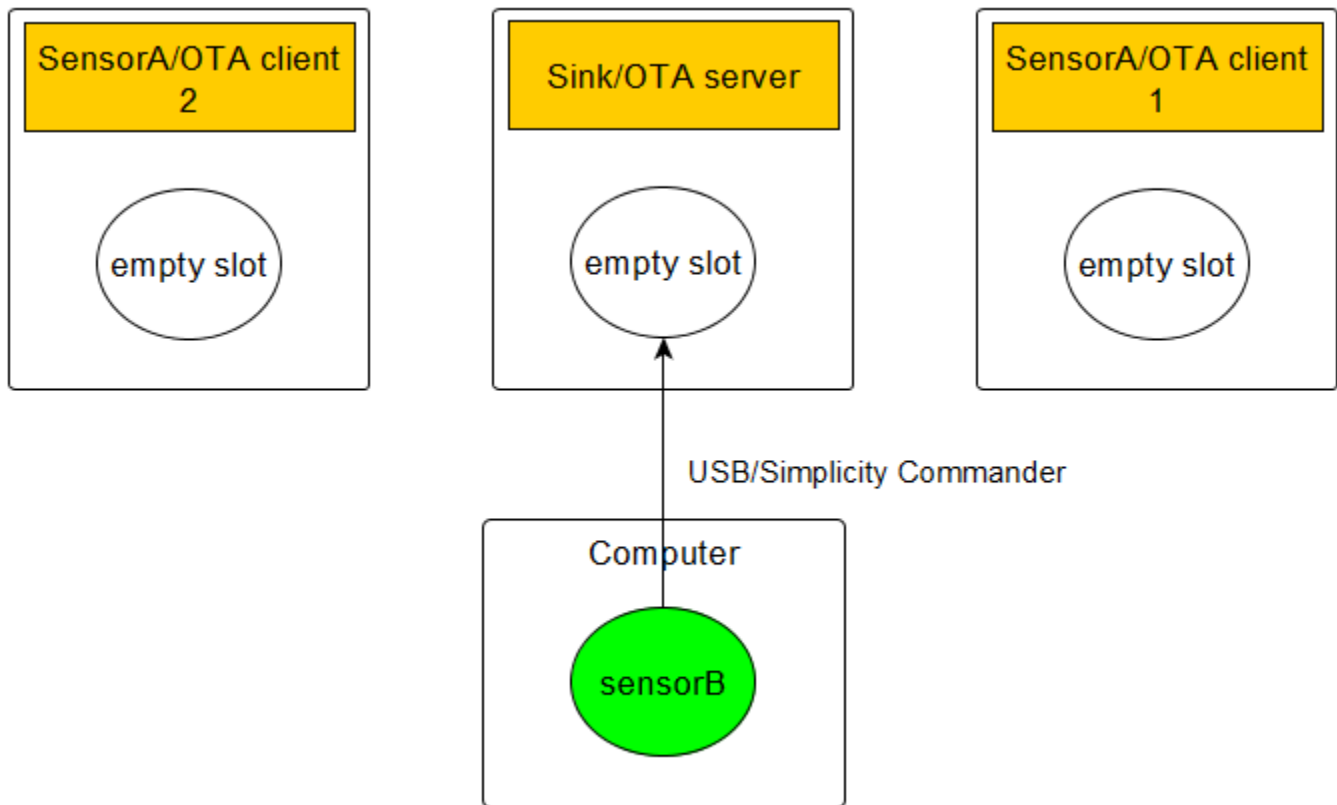 SensorA/OTA client
2
empty slot
Sink/OTA server
empty slot
SensorA/OTA client
1
empty slot
USB/Simplicity Commander
Computer
sensorB